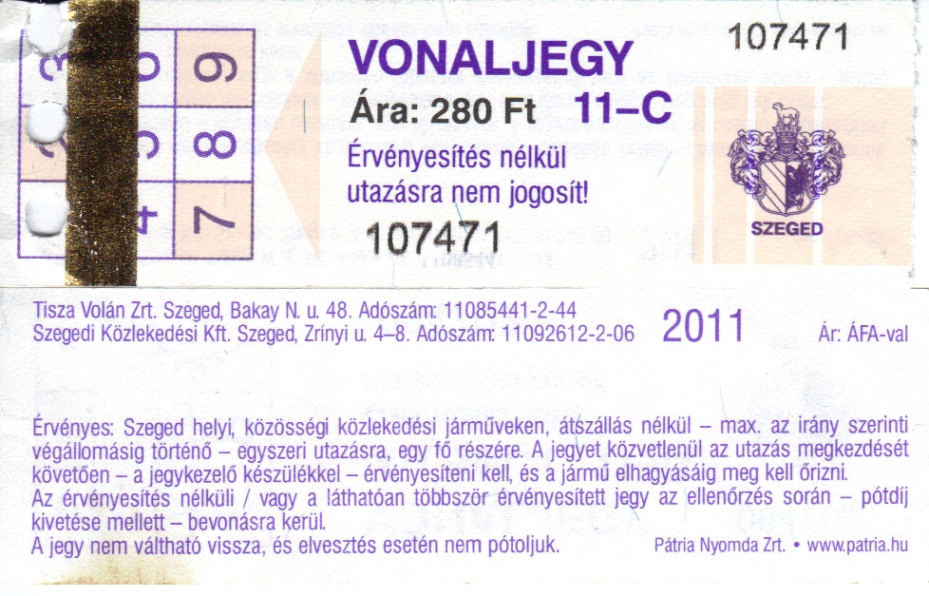 107471
VONALJEGY
Ára: 280 Ft 11–C
Érvényesítés nélkül
utazásra nem jogosít!
107471
SZEGED
3 6 9
5 8
4 7
Tisza Volán Zrt. Szeged, Bakay N. u. 48. Adószám: 11085441-2-44
Szegedi Közlekedési Kft. Szeged, Zrínyi u. 4–8. Adószám: 11092612-2-06
2011
Ár: ÁFA-val
Érvényes: Szeged helyi, közösségi közlekedési járműveken, átszállás nélkül – max. az irány szerinti
végállomásig történő – egyszeri utazásra, egy fő részére. A jegyet közvetlenül az utazás megkezdését
követően – a jegykezelő készülékkel – érvényesíteni kell, és a jármű elhagyásáig meg kell őrizni.
Az érvényesítés nélküli / vagy a láthatóan többször érvényesített jegy az ellenőrzés során – pótdíj
kivetése mellett – bevonásra kerül.
A jegy nem váltható vissza, és elvesztés esetén nem pótoljuk.
Pátria Nyomda Zrt. • www.patria.hu